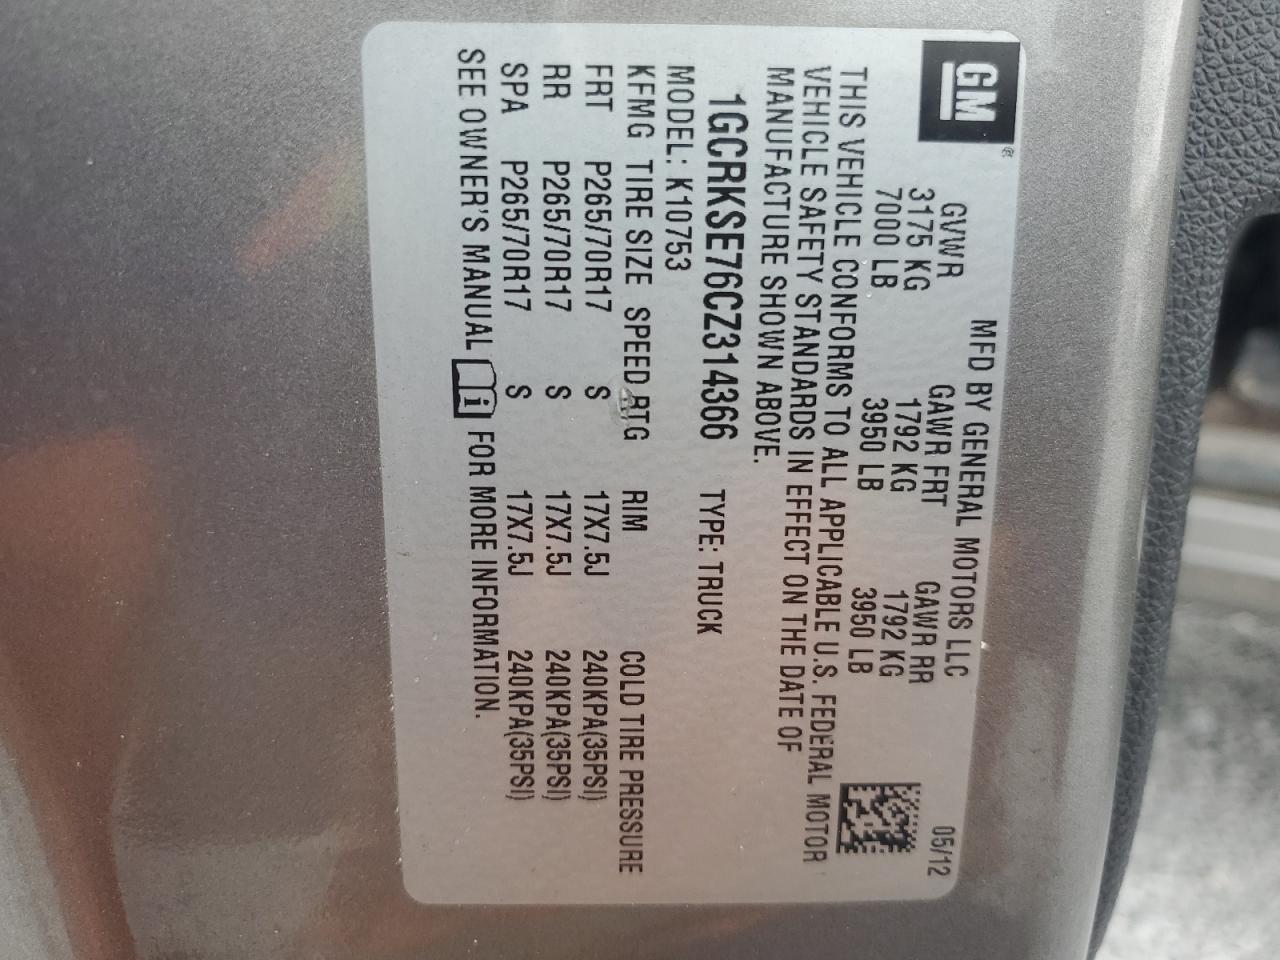 GM®
MFD BY GENERAL MOTORS LLC 05/12
GVWR GAWR FRT GAWR RR
3175 KG 1792 KG 1792 KG
7000 LB 3950 LB 3950 LB
THIS VEHICLE CONFORMS TO ALL APPLICABLE U.S. FEDERAL MOTOR
VEHICLE SAFETY STANDARDS IN EFFECT ON THE DATE OF
MANUFACTURE SHOWN ABOVE.
1GCRKSE76CZ314366 TYPE: TRUCK
MODEL: K10753
KFMG TIRE SIZE SPEED RTG RIM COLD TIRE PRESSURE
FRT P265/70R17 S 17X7.5J 240KPA(35PSI)
RR P265/70R17 S 17X7.5J 240KPA(35PSI)
SPA P265/70R17 S 17X7.5J 240KPA(35PSI)
SEE OWNER'S MANUAL i FOR MORE INFORMATION.